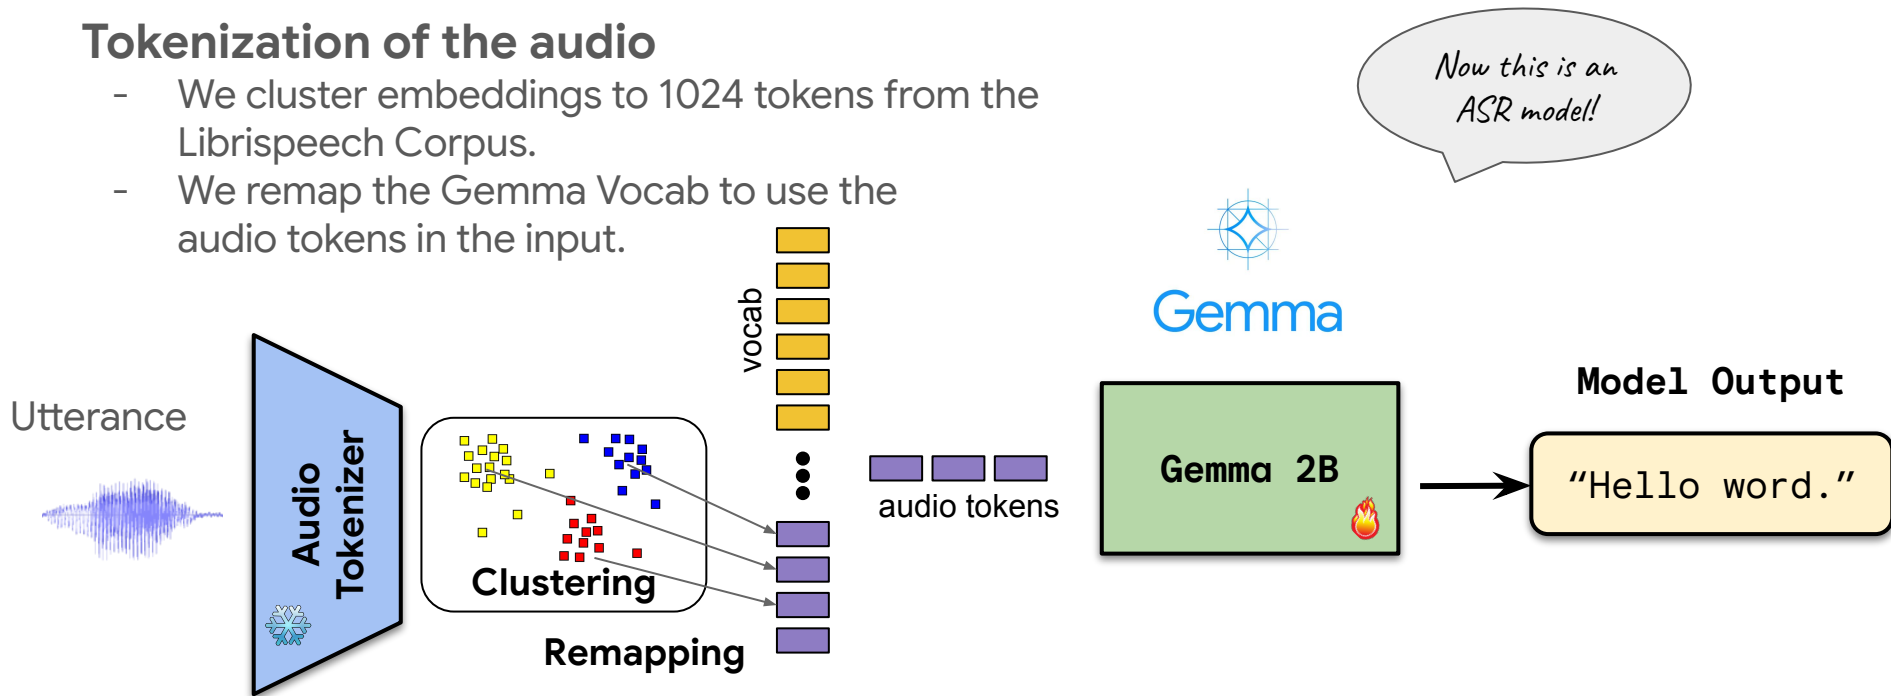 Tokenization of the audio
- We cluster embeddings to 1024 tokens from the
Librispeech Corpus.
- We remap the Gemma Vocab to use the
audio tokens in the input.
Now this is an
ASR model!
Gemma
vocab
Utterance
Audio
Tokenizer
Clustering
Remapping
audio tokens
Gemma 2B
Model Output
“Hello word.”